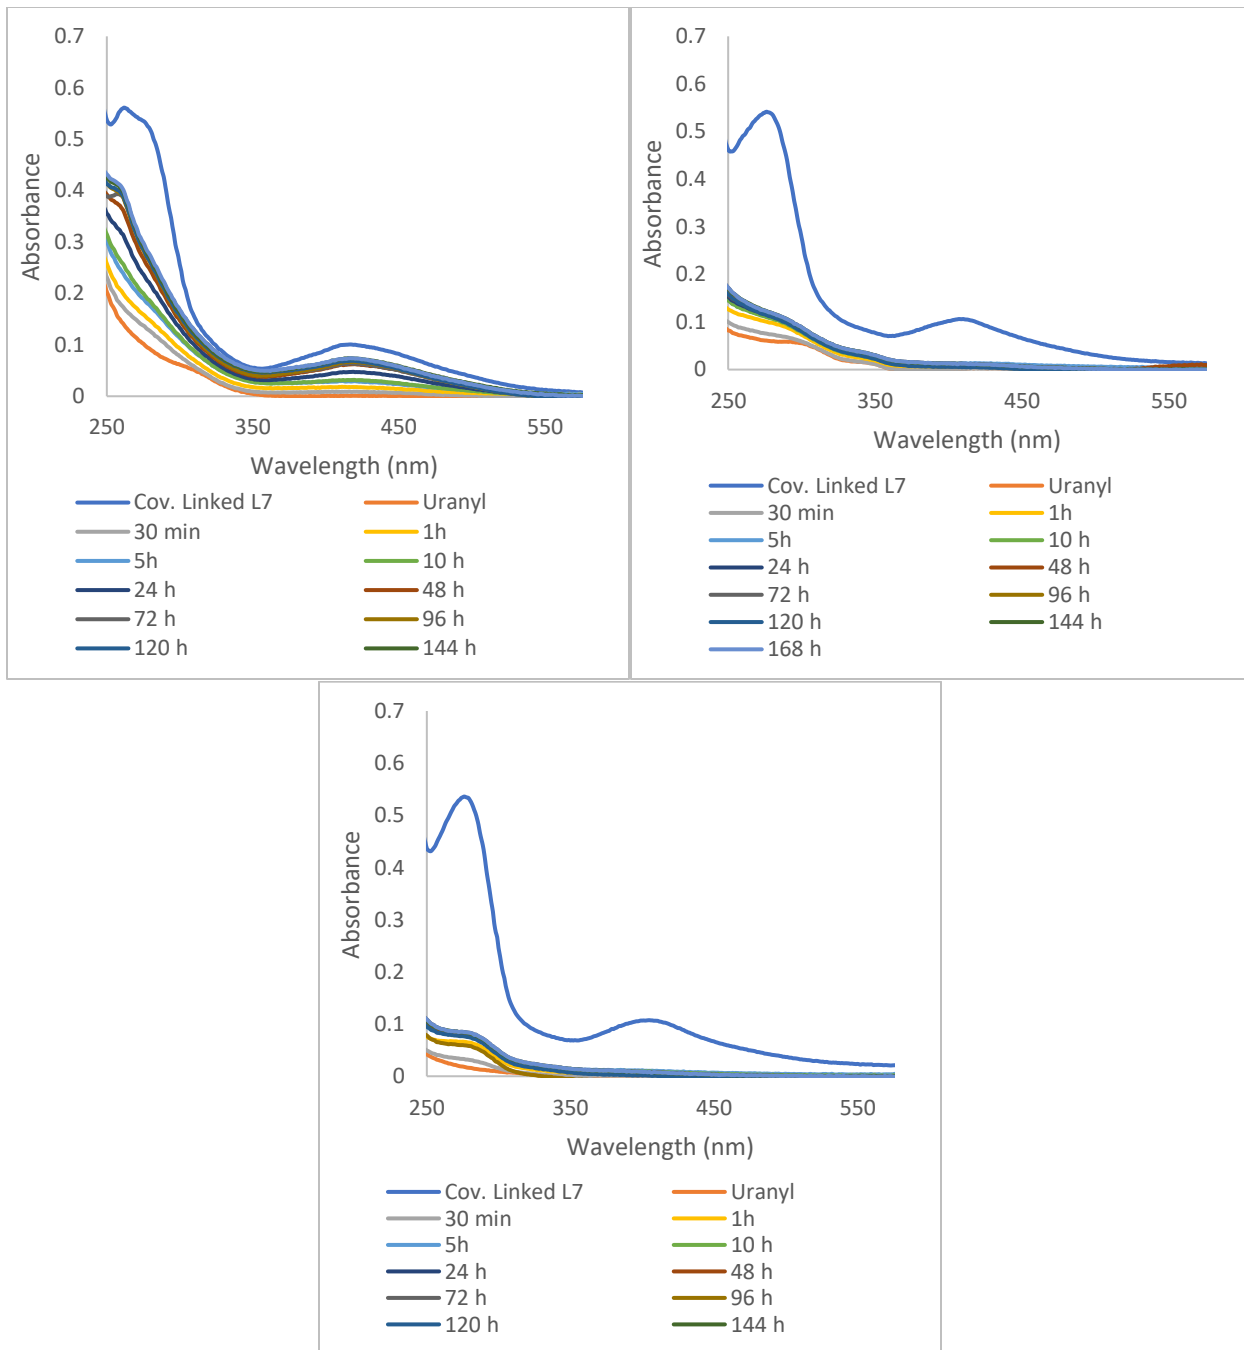 0.7
0.6
0.5
0.4
0.3
0.2
0.1
0
Absorbance
250 350 450 550
Wavelength (nm)
Cov. Linked L7 Uranyl
30 min 1h
5h 10 h
24 h 48 h
72 h 96 h
120 h 144 h
0.7
0.6
0.5
0.4
0.3
0.2
0.1
0
Absorbance
250 350 450 550
Wavelength (nm)
Cov. Linked L7 Uranyl
30 min 1h
5h 10 h
24 h 48 h
72 h 96 h
120 h 144 h
168 h
0.7
0.6
0.5
0.4
0.3
0.2
0.1
0
Absorbance
250 350 450 550
Wavelength (nm)
Cov. Linked L7 Uranyl
30 min 1h
5h 10 h
24 h 48 h
72 h 96 h
120 h 144 h